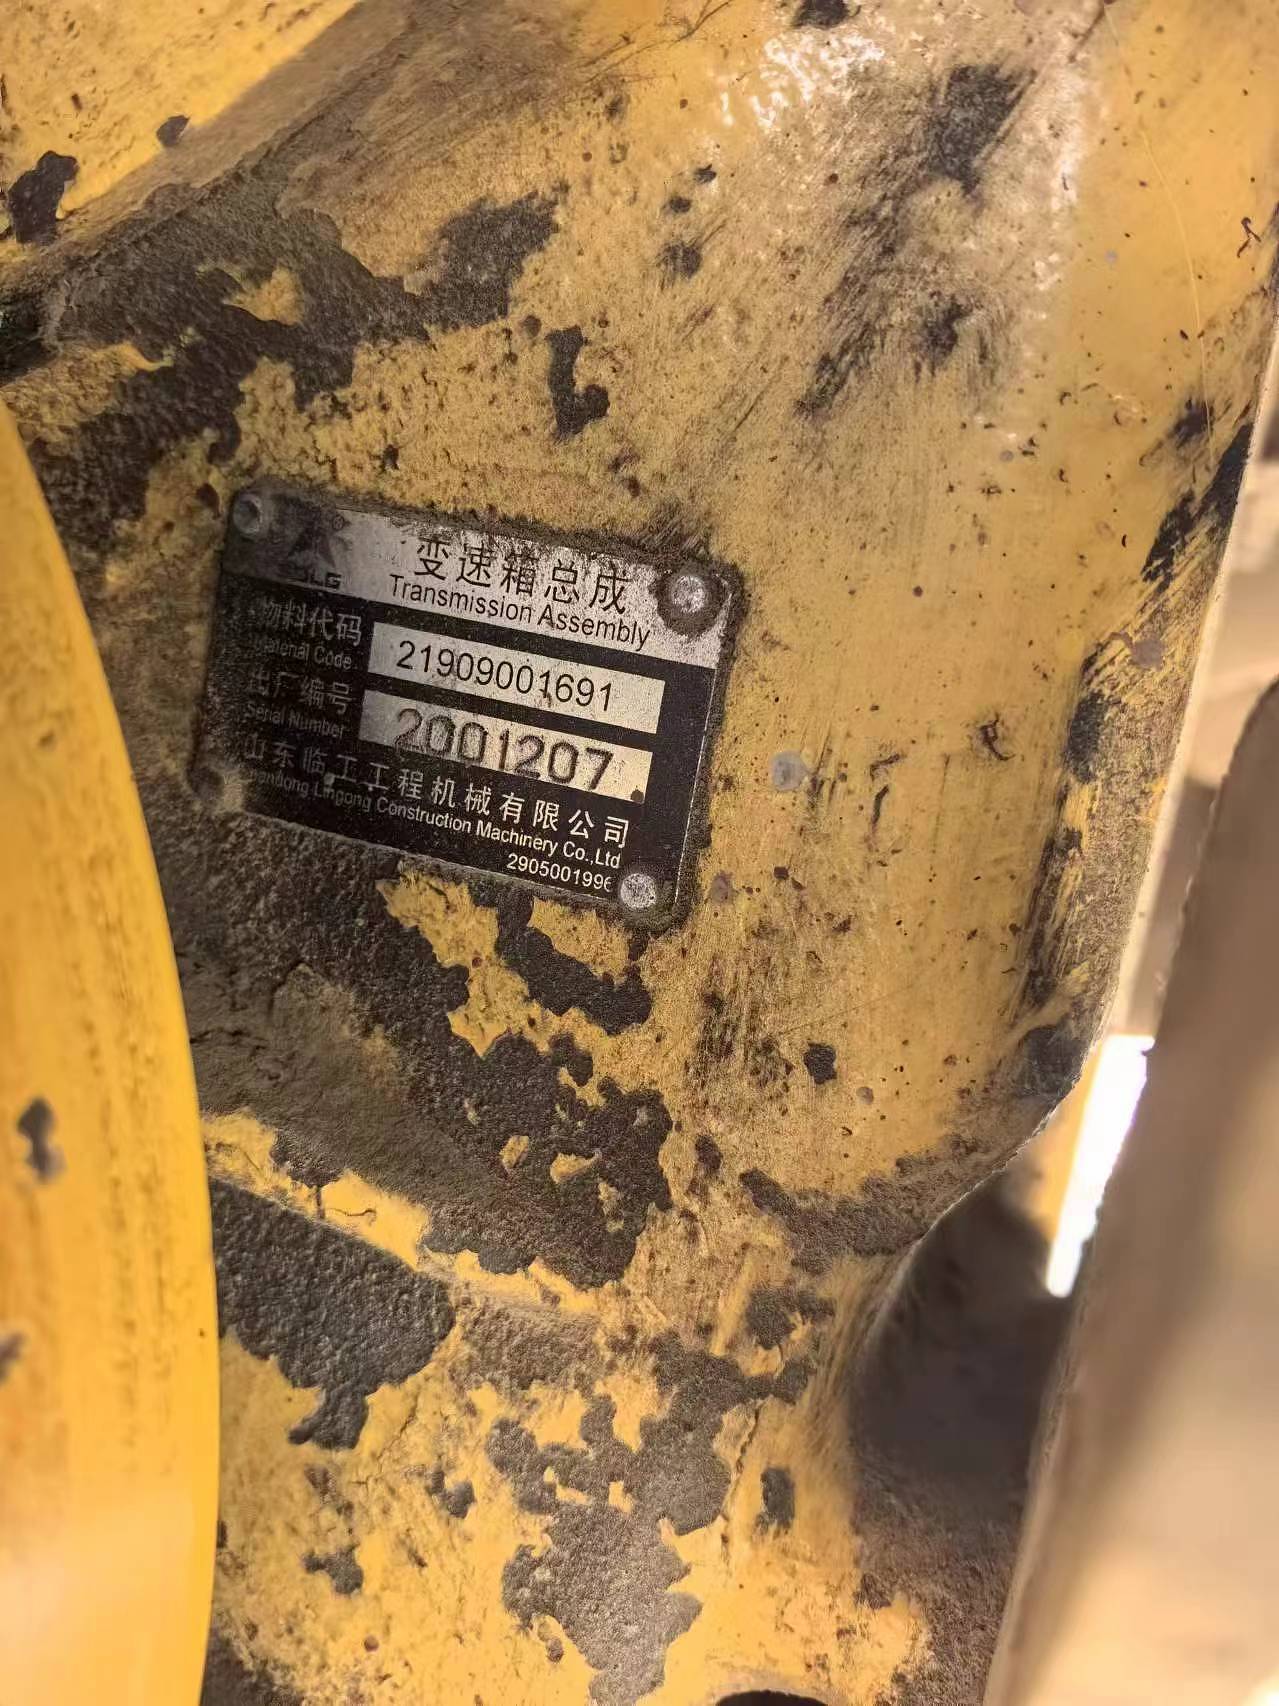 SDLG
变速箱总成
Transmission Assembly
物料代码
Material Code
21909001691
出厂编号
Serial Number
2001207
山东临工工程机械有限公司
Shandong Lingong Construction Machinery Co.,Ltd
2905001996